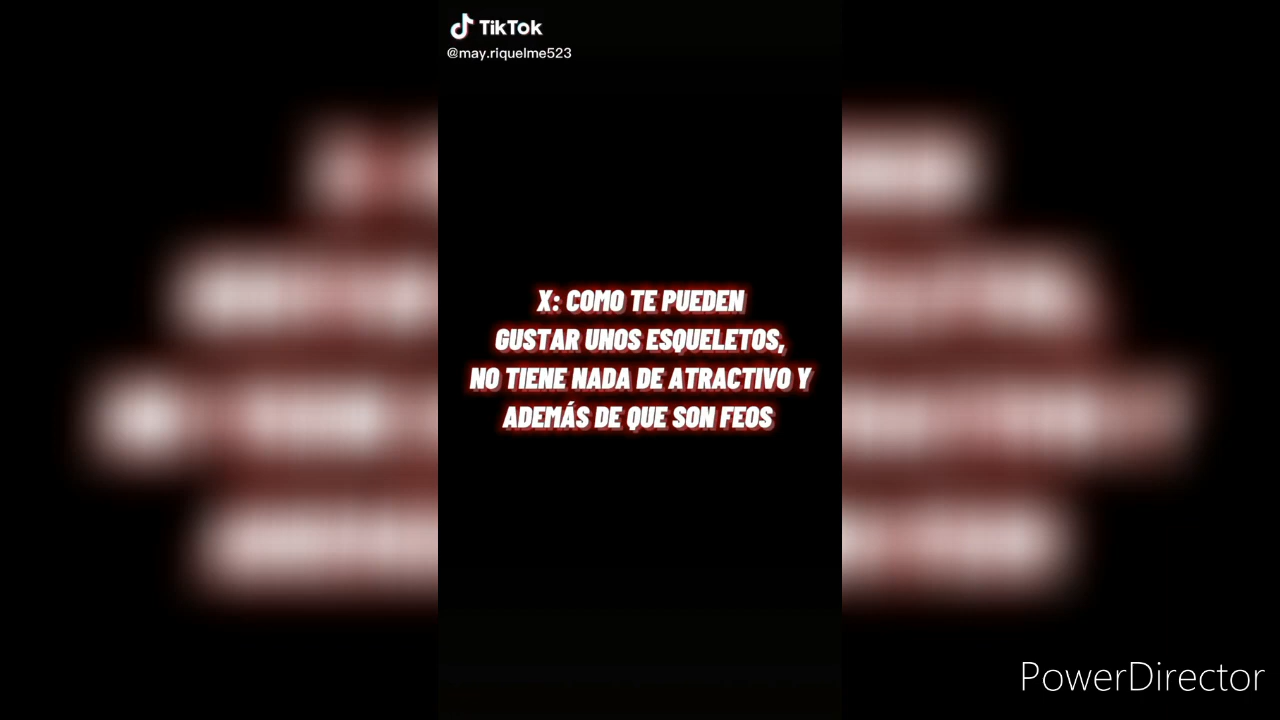 TikTok
@may.riquelme523
X: COMO TE PUEDEN
GUSTAR UNOS ESQUELETOS,
NO TIENE NADA DE ATRACTIVO Y
ADEMÁS DE QUE SON FEOS
PowerDirector